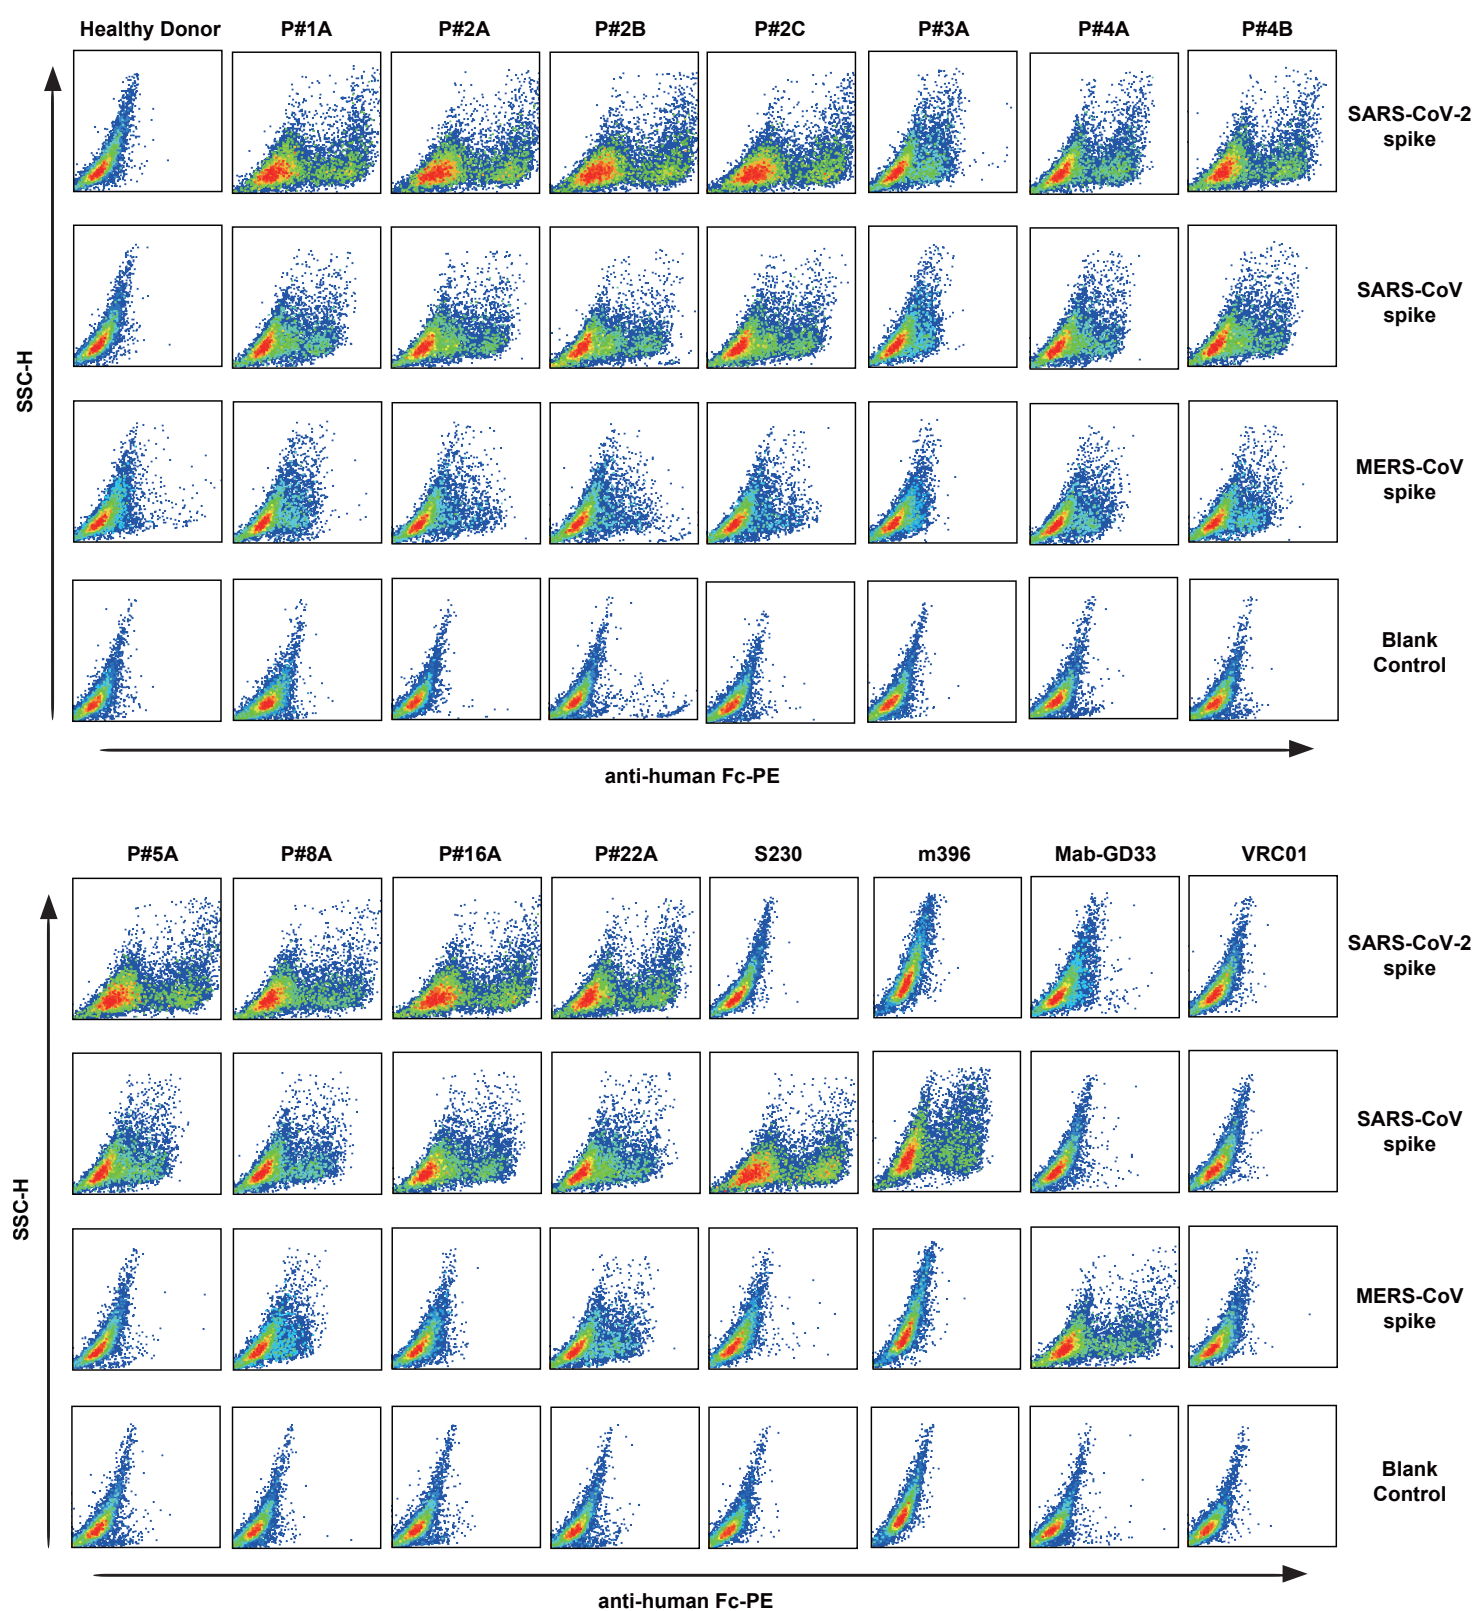 Healthy Donor P#1A P#2A P#2B P#2C P#3A P#4A P#4B
SARS-CoV-2
spike
SARS-CoV
spike
SSC-H
MERS-CoV
spike
Blank
Control
anti-human Fc-PE
P#5A P#8A P#16A P#22A S230 m396 Mab-GD33 VRC01
SARS-CoV-2
spike
SARS-CoV
spike
SSC-H
MERS-CoV
spike
Blank
Control
anti-human Fc-PE